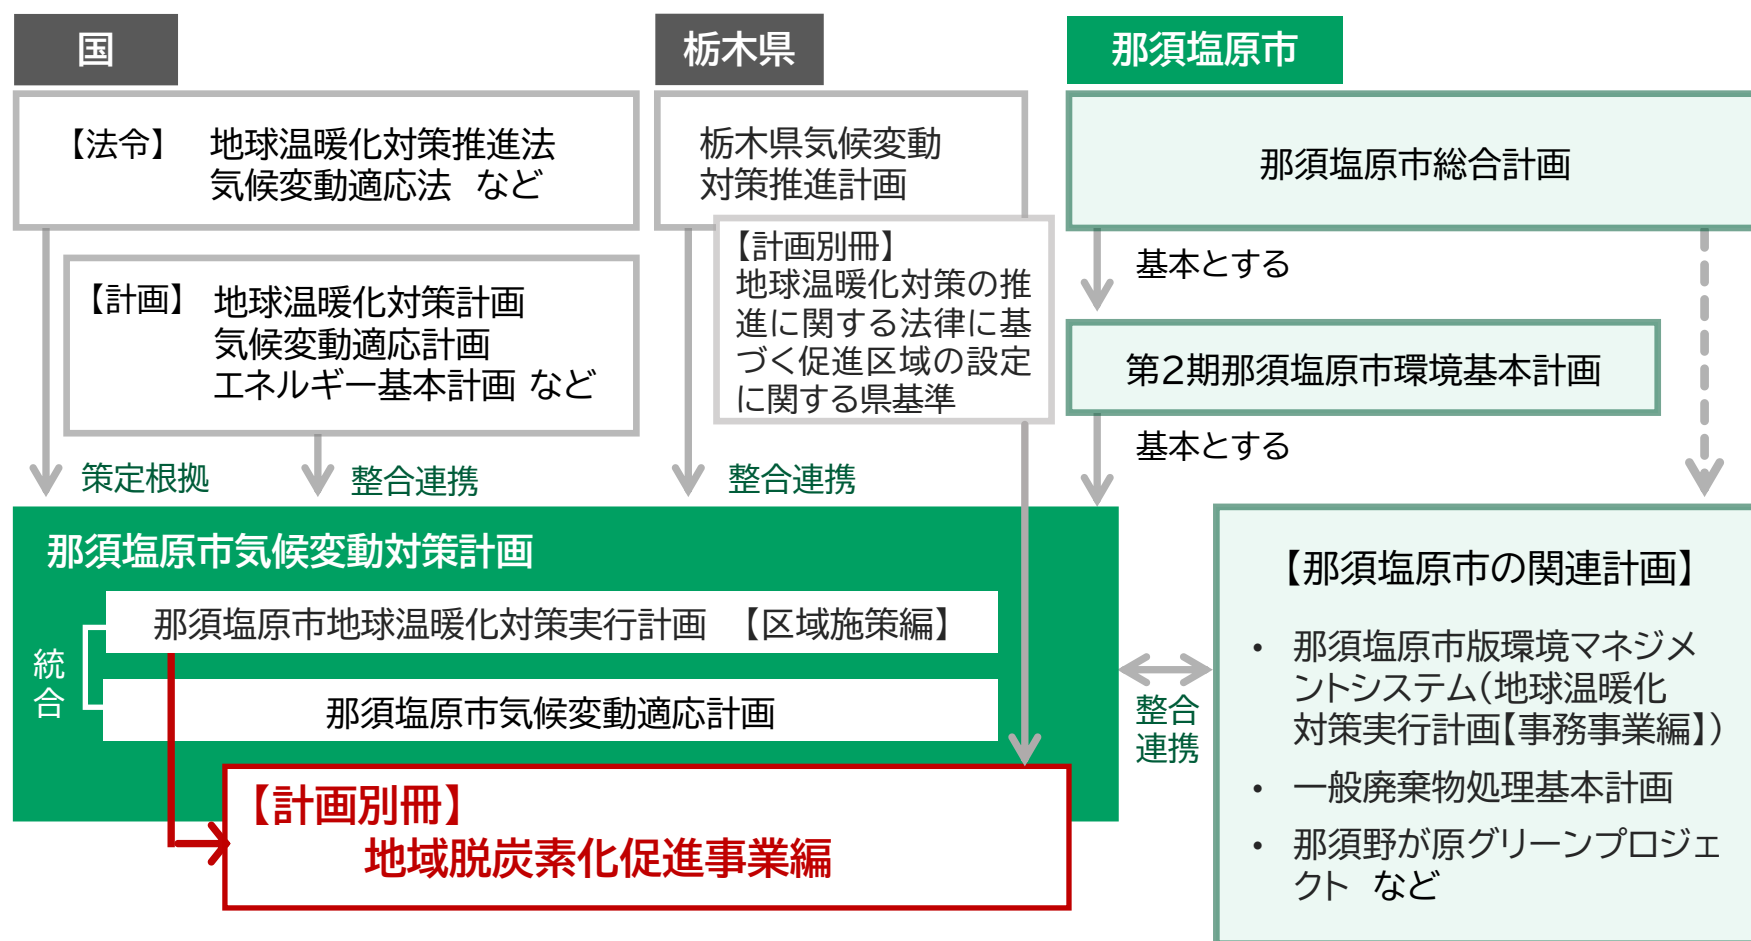 国
栃木県
那須塩原市
【法令】 地球温暖化対策推進法
気候変動適応法 など
栃木県気候変動
対策推進計画
那須塩原市総合計画
【計画別冊】
地球温暖化対策の推
進に関する法律に基
づく促進区域の設定
に関する県基準
基本とする
【計画】 地球温暖化対策計画
気候変動適応計画
エネルギー基本計画 など
第2期那須塩原市環境基本計画
基本とする
策定根拠
整合連携
整合連携
那須塩原市気候変動対策計画
統合
那須塩原市地球温暖化対策実行計画 【区域施策編】
那須塩原市気候変動適応計画
【計画別冊】
地域脱炭素化促進事業編
整合
連携
【那須塩原市の関連計画】
• 那須塩原市版環境マネジメ
ントシステム(地球温暖化
対策実行計画【事務事業編】)
• 一般廃棄物処理基本計画
• 那須野が原グリーンプロジェ
クト など